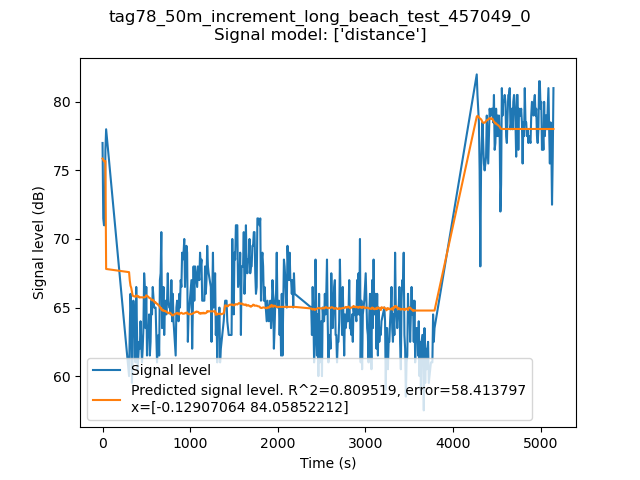 tag78_50m_increment_long_beach_test_457049_0
Signal model: ['distance']
Signal level (dB)
80
75
70
65
60
Signal level
Predicted signal level. R^2=0.809519, error=58.413797
x=[-0.12907064 84.05852212]
0 1000 2000 3000 4000 5000
Time (s)